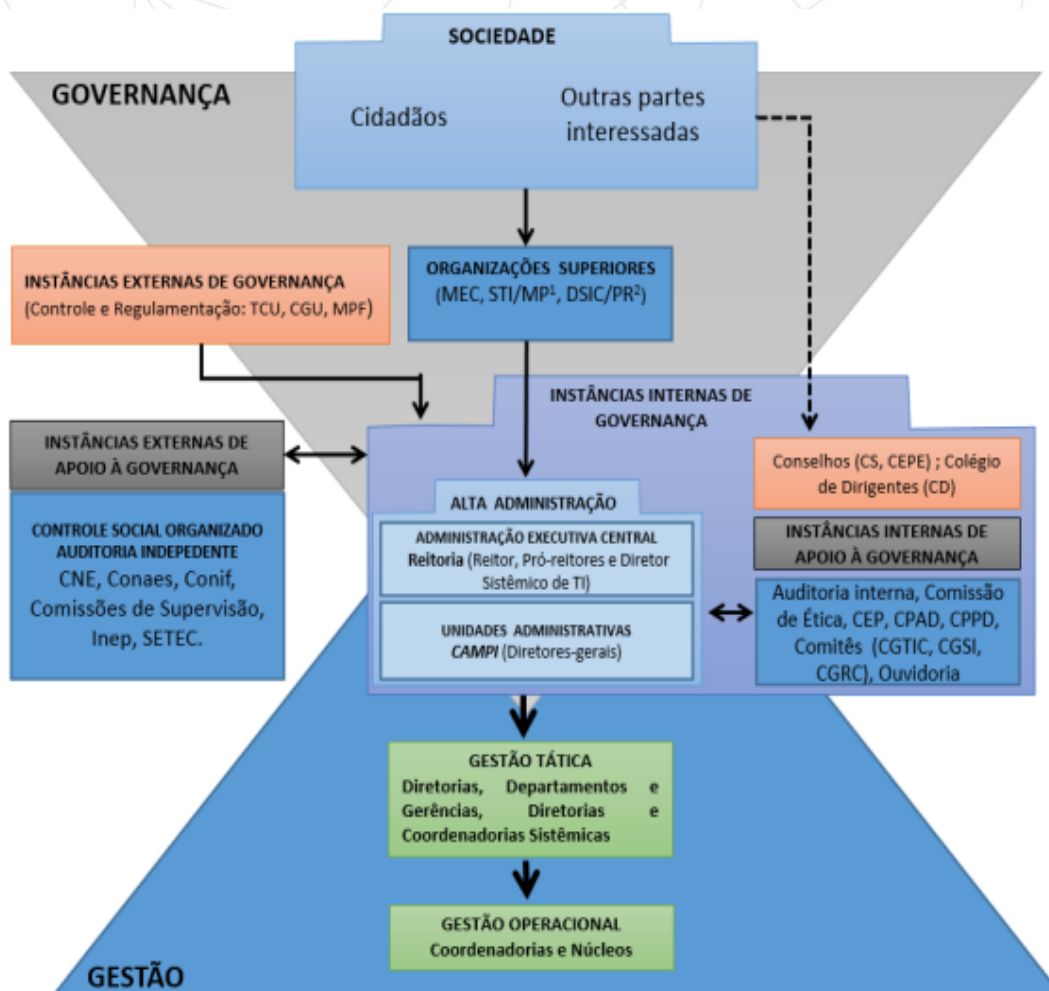 SOCIEDADE
GOVERNANÇA
Cidadãos
Outras partes
interessadas
INSTÂNCIAS EXTERNAS DE GOVERNANÇA
(Controle e Regulamentação: TCU, CGU, MPF)
ORGANIZAÇÕES SUPERIORES
(MEC, STI/MP¹, DSIC/PR²)
INSTÂNCIAS INTERNAS DE
GOVERNANÇA
INSTÂNCIAS EXTERNAS DE
APOIO À GOVERNANÇA
CONTROLE SOCIAL ORGANIZADO
AUDITORIA INDEPEDENTE
CNE, Conaes, Conif,
Comissões de Supervisão,
Inep, SETEC.
ALTA ADMINISTRAÇÃO
ADMINISTRAÇÃO EXECUTIVA CENTRAL
Reitoria (Reitor, Pró-reitores e Diretor
Sistêmico de TI)
UNIDADES ADMINISTRATIVAS
CAMPI (Diretores-gerais)
Conselhos (CS, CEPE) ; Colégio
de Dirigentes (CD)
INSTÂNCIAS INTERNAS DE
APOIO À GOVERNANÇA
Auditoria interna, Comissão
de Ética, CEP, CPAD, CPPD,
Comitês (CGTIC, CGSI,
CGRC), Ouvidoria
GESTÃO TÁTICA
Diretorias, Departamentos e
Gerências, Diretorias e
Coordenadorias Sistêmicas
GESTÃO OPERACIONAL
Coordenadorias e Núcleos
GESTÃO